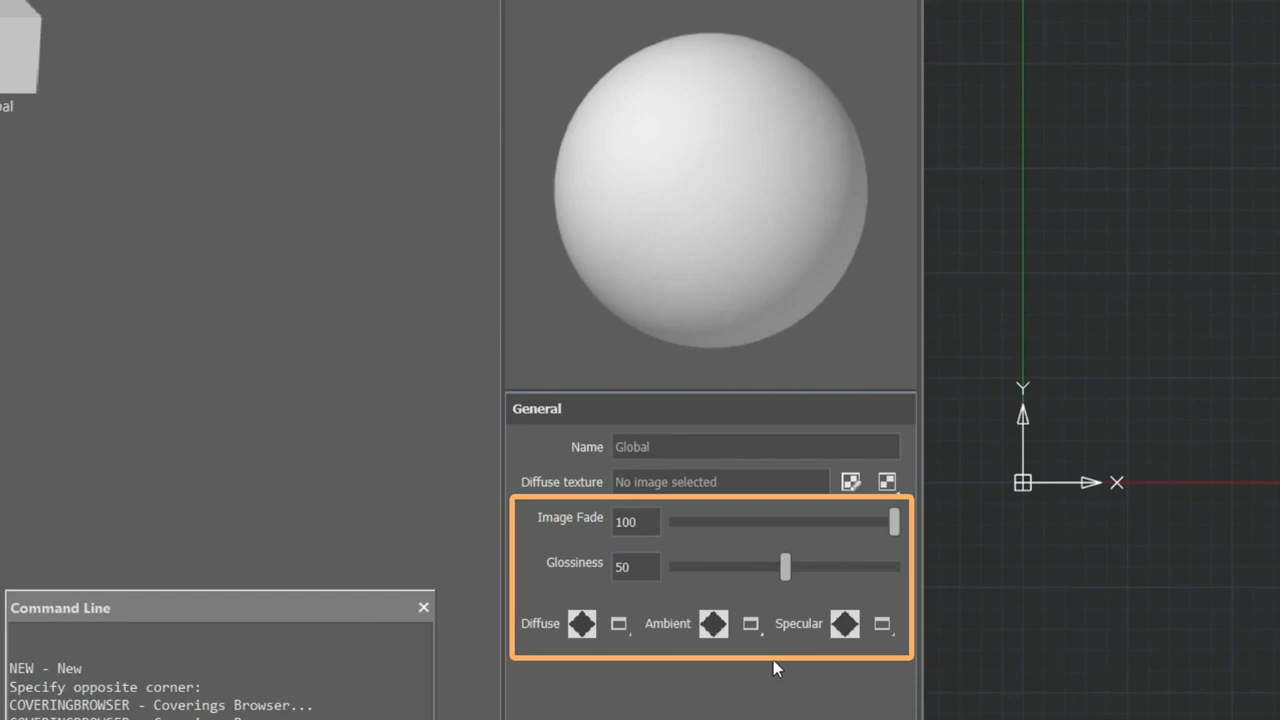 bal
General
Name Global
Diffuse texture No image selected
Image Fade 100
Glossiness 50
Diffuse Ambient Specular
Y
X
Command Line
NEW - New
Specify opposite corner:
COVERINGBROWSER - Coverings Browser...